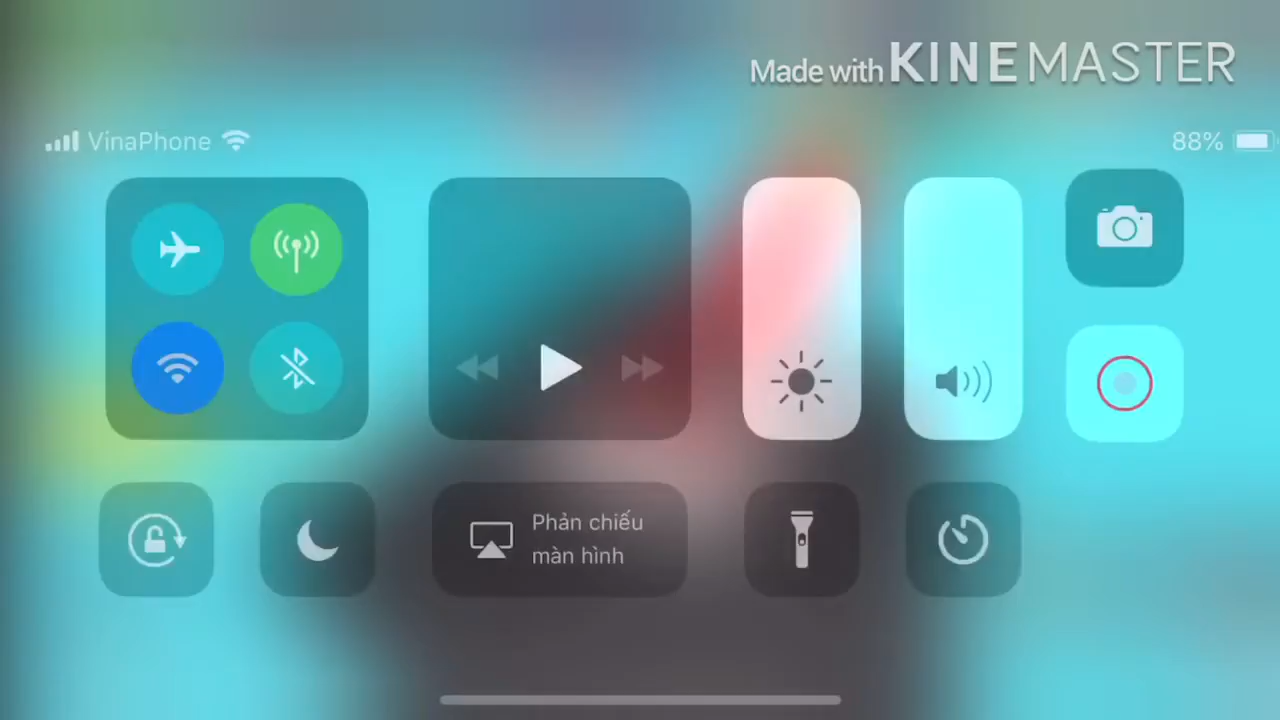 Made with KINEMASTER
VinaPhone
88%
Phản chiếu
màn hình